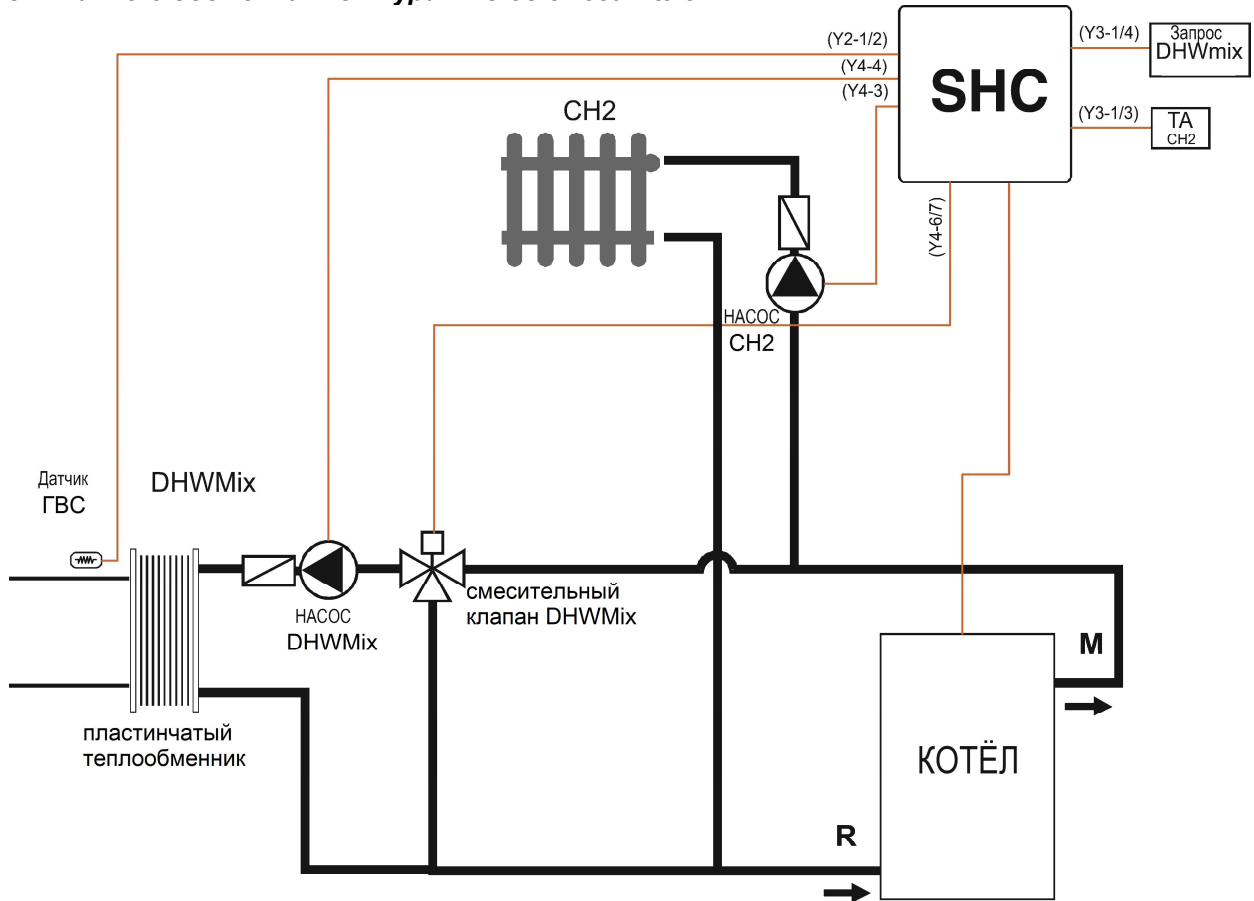 (Y2-1/2)
(Y4-4)
(Y4-3)
SHC
(Y3-1/4)
Запрос
DHWmix
(Y3-1/3)
TA
CH2
CH2
(Y4-6/7)
НАСОС
CH2
Датчик
ГВС
DHWMix
смесительный
клапан DHWMix
НАСОС
DHWMix
M
пластинчатый
теплообменник
КОТЁЛ
R